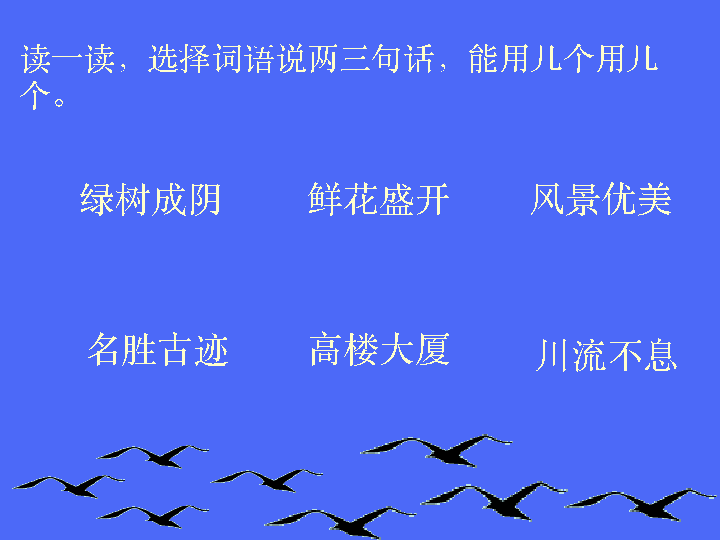 读一读，选择词语说两三句话，能用几个用几
个。
绿树成阴 鲜花盛开 风景优美
名胜古迹 高楼大厦 川流不息